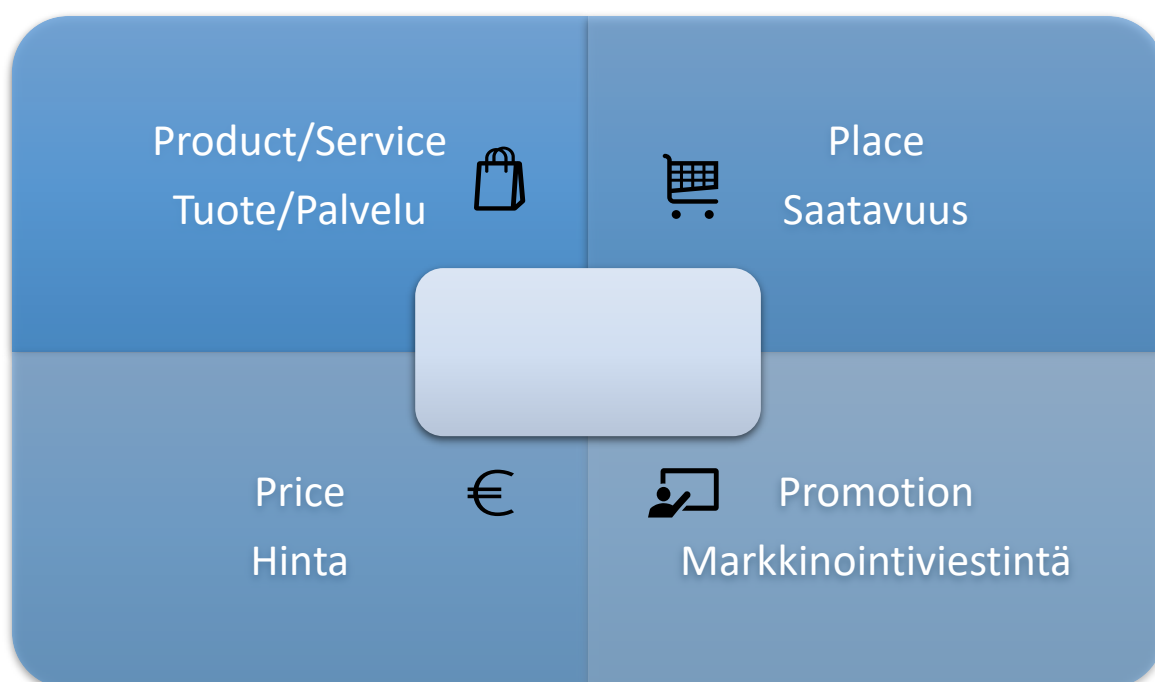 Product/Service
Tuote/Palvelu
Place
Saatavuus
Price
Hinta
Promotion
Markkinointiviestintä